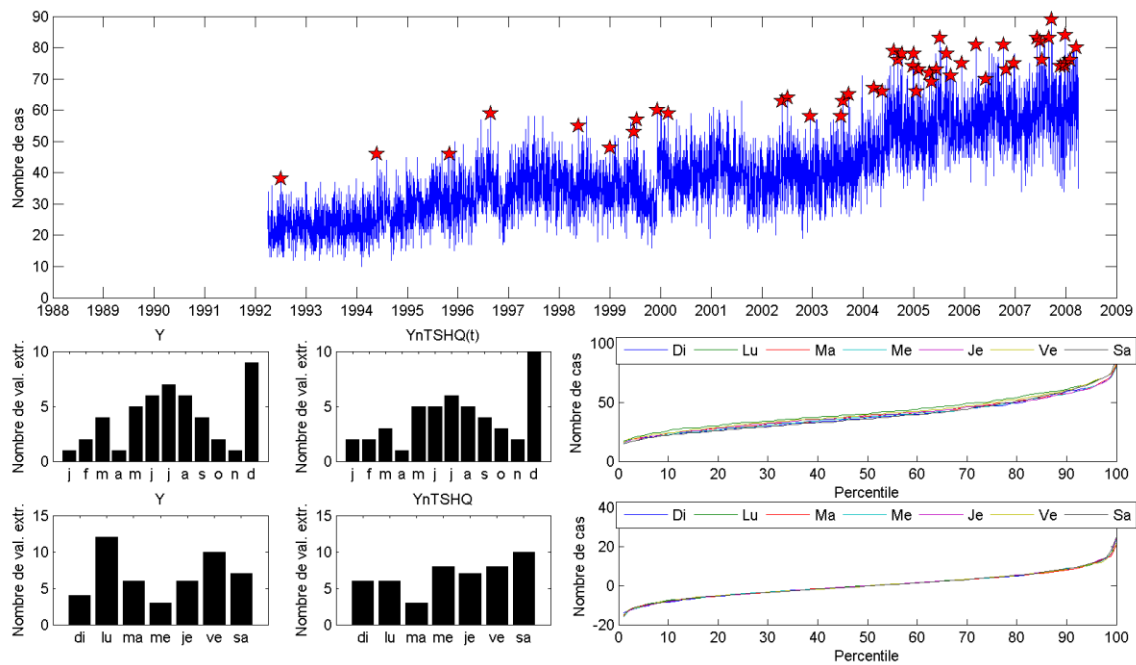 Nombre de cas
90
80
70
60
50
40
30
20
10
0
1988 1989 1990 1991 1992 1993 1994 1995 1996 1997 1998 1999 2000 2001 2002 2003 2004 2005 2006 2007 2008 2009
Y
Nombre de val. extr.
10
5
0
j f m a m j j a s o n d
YnTSHQ(t)
Nombre de val. extr.
10
5
0
j f m a m j j a s o n d
Nombre de cas
100
50
0
Di Lu Ma Me Je Ve Sa
0 10 20 30 40 50 60 70 80 90 100
Percentile
Y
Nombre de val. extr.
15
10
5
0
di lu ma me je ve sa
YnTSHQ
Nombre de val. extr.
15
10
5
0
di lu ma me je ve sa
Nombre de cas
40
20
0
-20
Di Lu Ma Me Je Ve Sa
0 10 20 30 40 50 60 70 80 90 100
Percentile